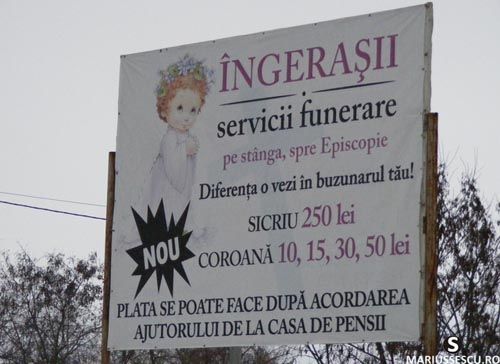 ÎNGERAŞII
servicii funerare
pe stânga, spre Episcopie
Diferența o vezi în buzunarul tău!
SICRIU 250 lei
NOU
COROANĂ 10, 15, 30, 50 lei
PLATA SE POATE FACE DUPĂ ACORDAREA
AJUTORULUI DE LA CASA DE PENSII
S
MARIUSSESCU.RO